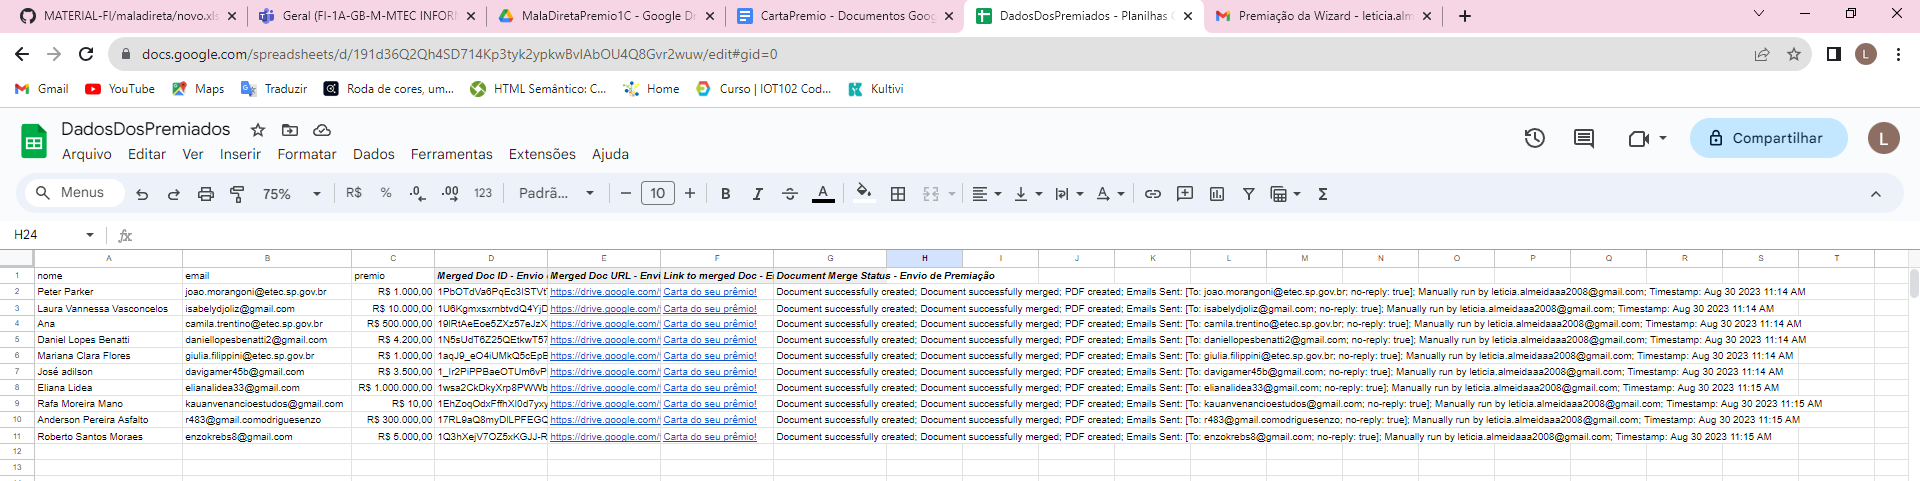 MATERIAL-FI/maladireta/novo.xls
Geral (FI-1A-GB-M-MTEC INFORM
MalaDiretaPremio1C - Google Dr
CartaPremio - Documentos Goog
DadosDosPremiados - Planilhas G
Premiação da Wizard - leticia.alm
docs.google.com/spreadsheets/d/191d36Q2Qh4SD714Kp3tyk2ypkwBvlAbOU4Q8Gvr2wuw/edit#gid=0
L
Gmail YouTube Maps Traduzir Roda de cores, um... HTML Semântico: C... Home Curso | IOT102 Cod... Kultivi
DadosDosPremiados
Arquivo Editar Ver Inserir Formatar Dados Ferramentas Extensões Ajuda
Compartilhar
L
Menus 75% R$ % .0 .00 123 Padrã... 10 B I A Σ
H24 fx
A B C D E F G H I J K L M N O P Q R S T
1 nome email premio Merged Doc ID - Envio Merged Doc URL - Envi Link to merged Doc - E Document Merge Status - Envio de Premiação
2 Peter Parker joao.morangoni@etec.sp.gov.br R$ 1.000,00 1PbOTdVa6PqEc3ISTVt https://drive.google.com/ Carta do seu prêmio! Document successfully created; Document successfully merged; PDF created; Emails Sent: [To: joao.morangoni@etec.sp.gov.br; no-reply: true]; Manually run by leticia.almeidaaa2008@gmail.com; Timestamp: Aug 30 2023 11:14 AM
3 Laura Vannessa Vasconcelos isabelydjoliz@gmail.com R$ 10.000,00 1U6KgmxsxmbtvdQ4YjD https://drive.google.com/ Carta do seu prêmio! Document successfully created; Document successfully merged; PDF created; Emails Sent: [To: isabelydjoliz@gmail.com; no-reply: true]; Manually run by leticia.almeidaaa2008@gmail.com; Timestamp: Aug 30 2023 11:14 AM
4 Ana camila.trentino@etec.sp.gov.br R$ 500.000,00 19IRtAeEoe5ZXz57eJzX https://drive.google.com/ Carta do seu prêmio! Document successfully created; Document successfully merged; PDF created; Emails Sent: [To: camila.trentino@etec.sp.gov.br; no-reply: true]; Manually run by leticia.almeidaaa2008@gmail.com; Timestamp: Aug 30 2023 11:14 AM
5 Daniel Lopes Benatti daniellopesbenatti2@gmail.com R$ 4.200,00 1N5sUdT6Z25QEtkwT57 https://drive.google.com/ Carta do seu prêmio! Document successfully created; Document successfully merged; PDF created; Emails Sent: [To: daniellopesbenatti2@gmail.com; no-reply: true]; Manually run by leticia.almeidaaa2008@gmail.com; Timestamp: Aug 30 2023 11:14 AM
6 Mariana Clara Flores giulia.filippini@etec.sp.gov.br R$ 1.000,00 1aqJ9_eO4iUMkQ5cEpE https://drive.google.com/ Carta do seu prêmio! Document successfully created; Document successfully merged; PDF created; Emails Sent: [To: giulia.filippini@etec.sp.gov.br; no-reply: true]; Manually run by leticia.almeidaaa2008@gmail.com; Timestamp: Aug 30 2023 11:14 AM
7 José adilson davigamer45b@gmail.com R$ 3.500,00 1_Ir2PiPPBaeOTUm6vP https://drive.google.com/ Carta do seu prêmio! Document successfully created; Document successfully merged; PDF created; Emails Sent: [To: davigamer45b@gmail.com; no-reply: true]; Manually run by leticia.almeidaaa2008@gmail.com; Timestamp: Aug 30 2023 11:14 AM
8 Eliana Lidea elianalidea33@gmail.com R$ 1.000.000,00 1wsa2CkDkyXrp8PWWb https://drive.google.com/ Carta do seu prêmio! Document successfully created; Document successfully merged; PDF created; Emails Sent: [To: elianalidea33@gmail.com; no-reply: true]; Manually run by leticia.almeidaaa2008@gmail.com; Timestamp: Aug 30 2023 11:15 AM
9 Rafa Moreira Mano kauanvenancioestudos@gmail.com R$ 10,00 1EhZoqOdxFffhXI0d7yxy https://drive.google.com/ Carta do seu prêmio! Document successfully created; Document successfully merged; PDF created; Emails Sent: [To: kauanvenancioestudos@gmail.com; no-reply: true]; Manually run by leticia.almeidaaa2008@gmail.com; Timestamp: Aug 30 2023 11:15 AM
10 Anderson Pereira Asfalto r483@gmail.comodriguesenzo R$ 300.000,00 17RL9aQ8myDlLPFEGQ https://drive.google.com/ Carta do seu prêmio! Document successfully created; Document successfully merged; PDF created; Emails Sent: [To: r483@gmail.comodriguesenzo; no-reply: true]; Manually run by leticia.almeidaaa2008@gmail.com; Timestamp: Aug 30 2023 11:15 AM
11 Roberto Santos Moraes enzokrebs8@gmail.com R$ 5.000,00 1Q3hXejV7OZ5xKGJJ-R https://drive.google.com/ Carta do seu prêmio! Document successfully created; Document successfully merged; PDF created; Emails Sent: [To: enzokrebs8@gmail.com; no-reply: true]; Manually run by leticia.almeidaaa2008@gmail.com; Timestamp: Aug 30 2023 11:15 AM
12
13